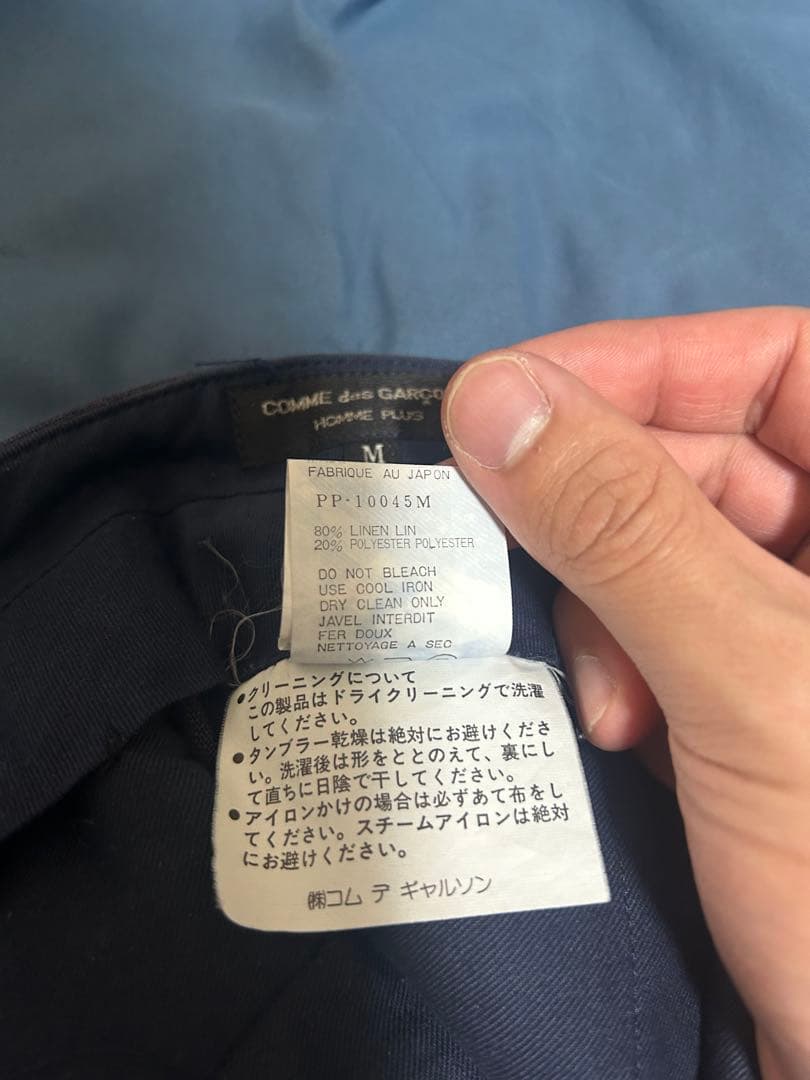 COMME des GARÇO
HOMME PLUS
M
FABRIQUE AU JAPON
PP-10045M
80% LINEN LIN
20% POLYESTER POLYESTER
DO NOT BLEACH
USE COOL IRON
DRY CLEAN ONLY
JAVEL INTERDIT
FER DOUX
NETTOYAGE A SEC
●クリーニングについて
この製品はドライクリーニングで洗濯
してください。
●タンブラー乾燥は絶対にお避けくださ
い。洗濯後は形をととのえて、裏にし
て直ちに日陰で干してください。
●アイロンかけの場合は必ずあて布をし
てください。スチームアイロンは絶対
にお避けください。
㈱コム デ ギャルソン